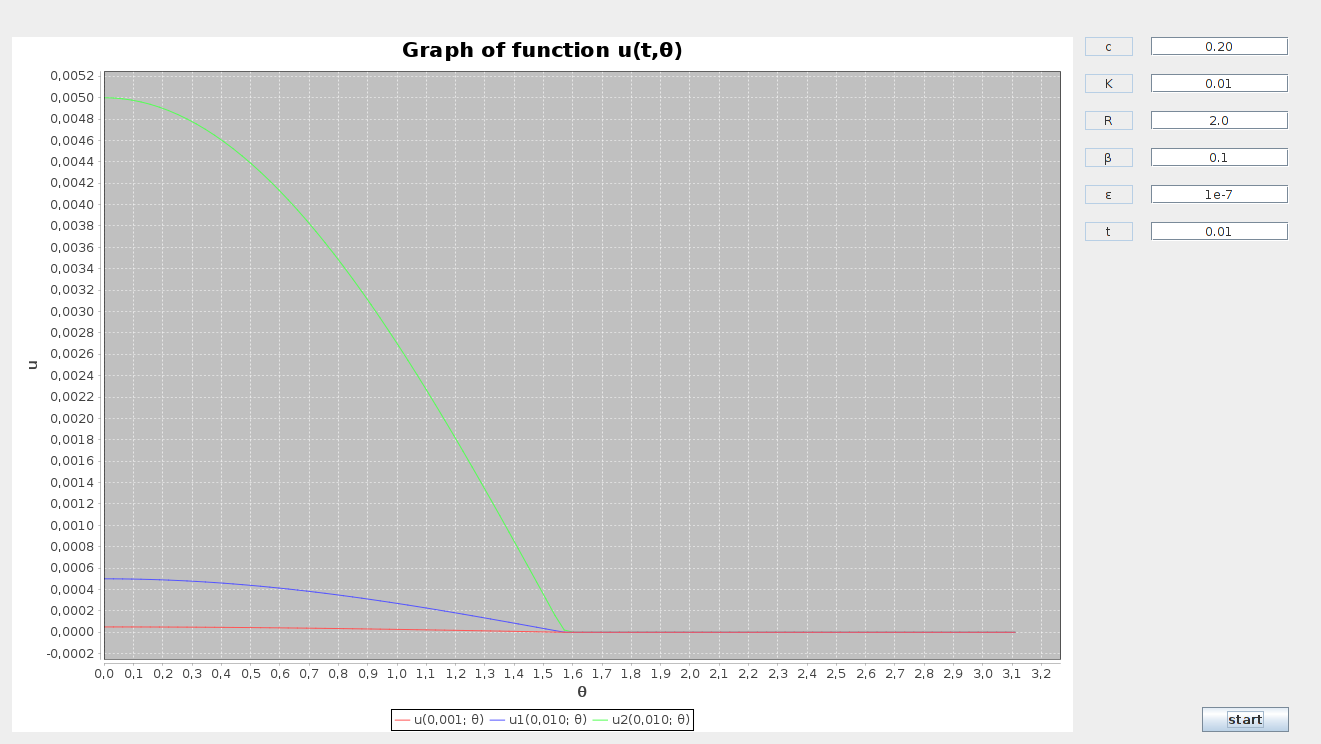 Graph of function u(t,θ)
0,0052
0,0050
0,0048
0,0046
0,0044
0,0042
0,0040
0,0038
0,0036
0,0034
0,0032
0,0030
0,0028
0,0026
0,0024
0,0022
0,0020
0,0018
0,0016
0,0014
0,0012
0,0010
0,0008
0,0006
0,0004
0,0002
0,0000
-0,0002
u
0,0 0,1 0,2 0,3 0,4 0,5 0,6 0,7 0,8 0,9 1,0 1,1 1,2 1,3 1,4 1,5 1,6 1,7 1,8 1,9 2,0 2,1 2,2 2,3 2,4 2,5 2,6 2,7 2,8 2,9 3,0 3,1 3,2
θ
u(0,001; θ) u1(0,010; θ) u2(0,010; θ)
c 0.20
K 0.01
R 2.0
β 0.1
ε 1e-7
t 0.01
start